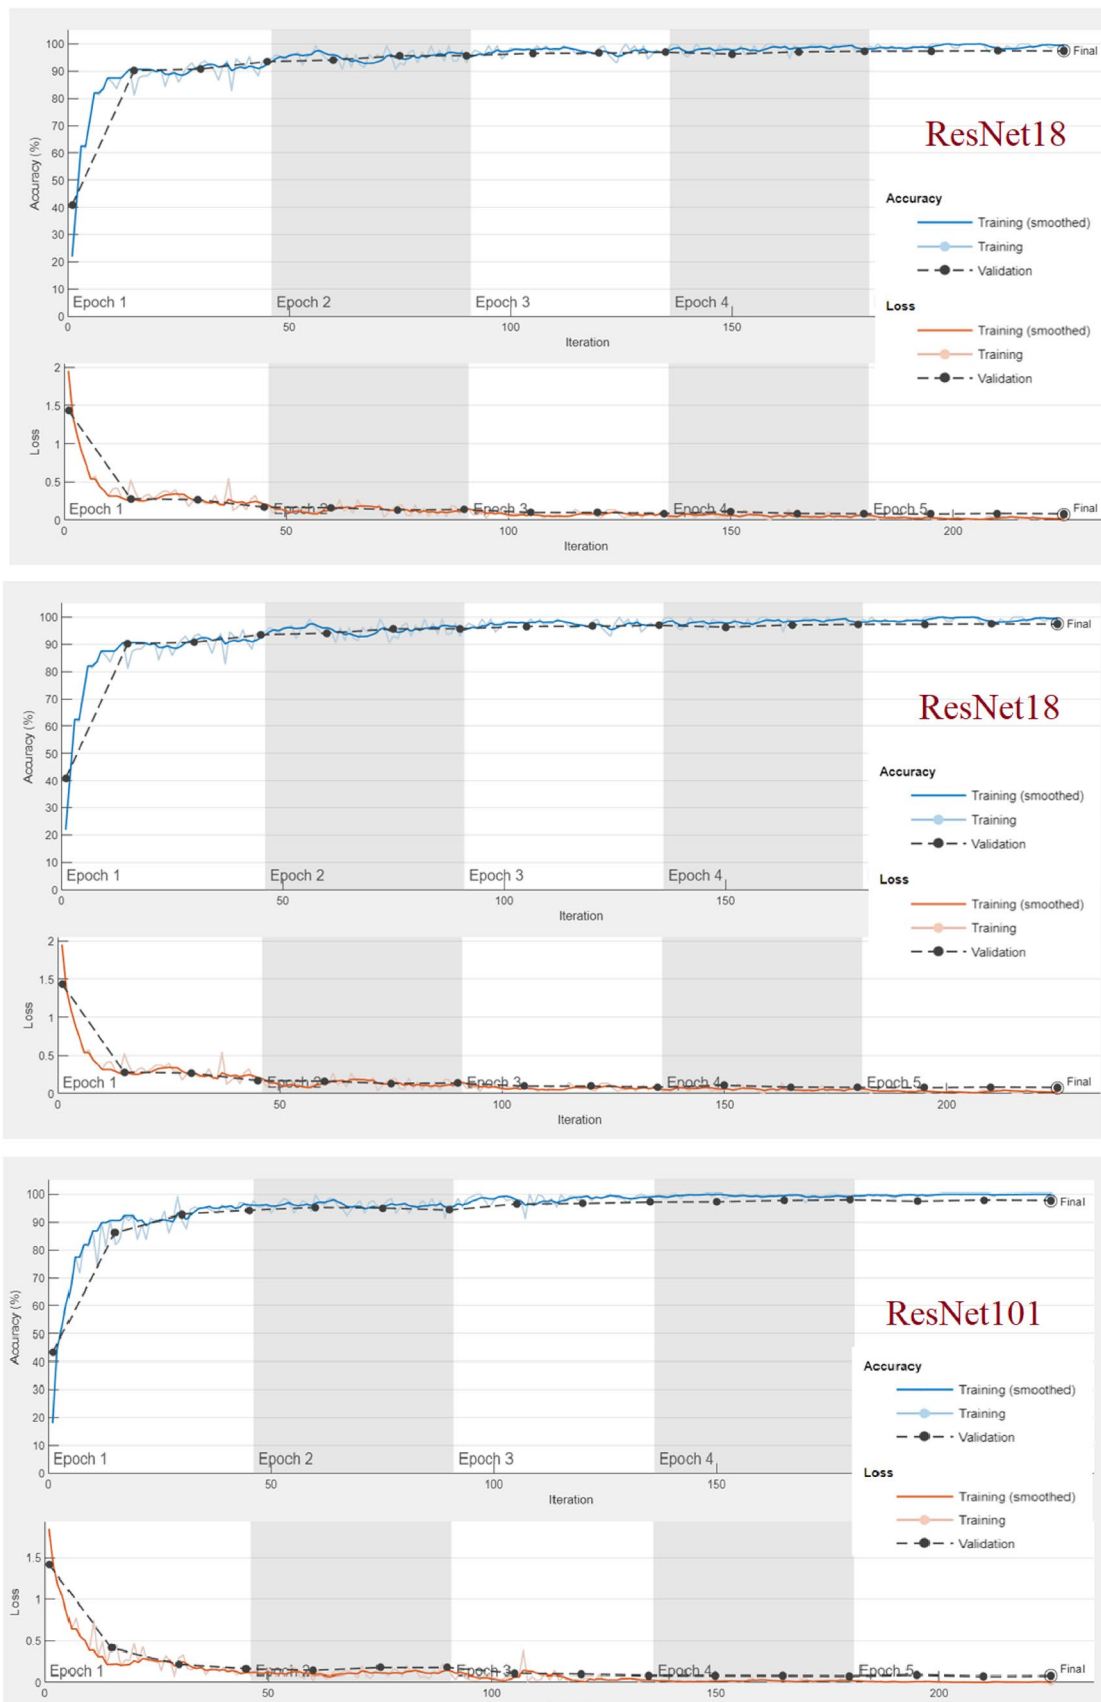 100
90
80
70
60
50
40
30
20
10
0
Accuracy (%)
Final
ResNet18
Epoch 1
Epoch 2
Epoch 3
Epoch 4
0
50
100
150
Iteration
Accuracy
Training (smoothed)
Training
Validation
Loss
Training (smoothed)
Training
Validation
2
1.5
1
0.5
0
Loss
Epoch 1
Epoch 2
Epoch 3
Epoch 4
Epoch 5
Final
0
50
100
150
200
Iteration
100
90
80
70
60
50
40
30
20
10
0
Accuracy (%)
Final
ResNet18
Epoch 1
Epoch 2
Epoch 3
Epoch 4
0
50
100
150
Iteration
Accuracy
Training (smoothed)
Training
Validation
Loss
Training (smoothed)
Training
Validation
2
1.5
1
0.5
0
Loss
Epoch 1
Epoch 2
Epoch 3
Epoch 4
Epoch 5
Final
0
50
100
150
200
Iteration
100
90
80
70
60
50
40
30
20
10
0
Accuracy (%)
Final
ResNet101
Epoch 1
Epoch 2
Epoch 3
Epoch 4
0
50
100
150
Iteration
Accuracy
Training (smoothed)
Training
Validation
Loss
Training (smoothed)
Training
Validation
1.5
1
0.5
0
Loss
Epoch 1
Epoch 2
Epoch 3
Epoch 4
Epoch 5
Final
0
50
100
150
200